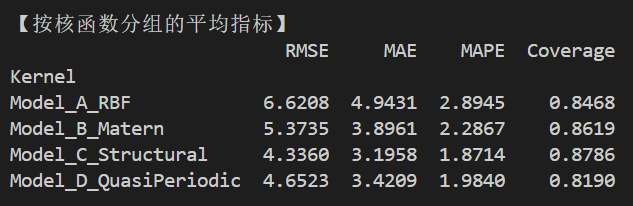 【按核函数分组的平均指标】
RMSE MAE MAPE Coverage
Kernel
Model_A_RBF 6.6208 4.9431 2.8945 0.8468
Model_B_Matern 5.3735 3.8961 2.2867 0.8619
Model_C_Structural 4.3360 3.1958 1.8714 0.8786
Model_D_QuasiPeriodic 4.6523 3.4209 1.9840 0.8190